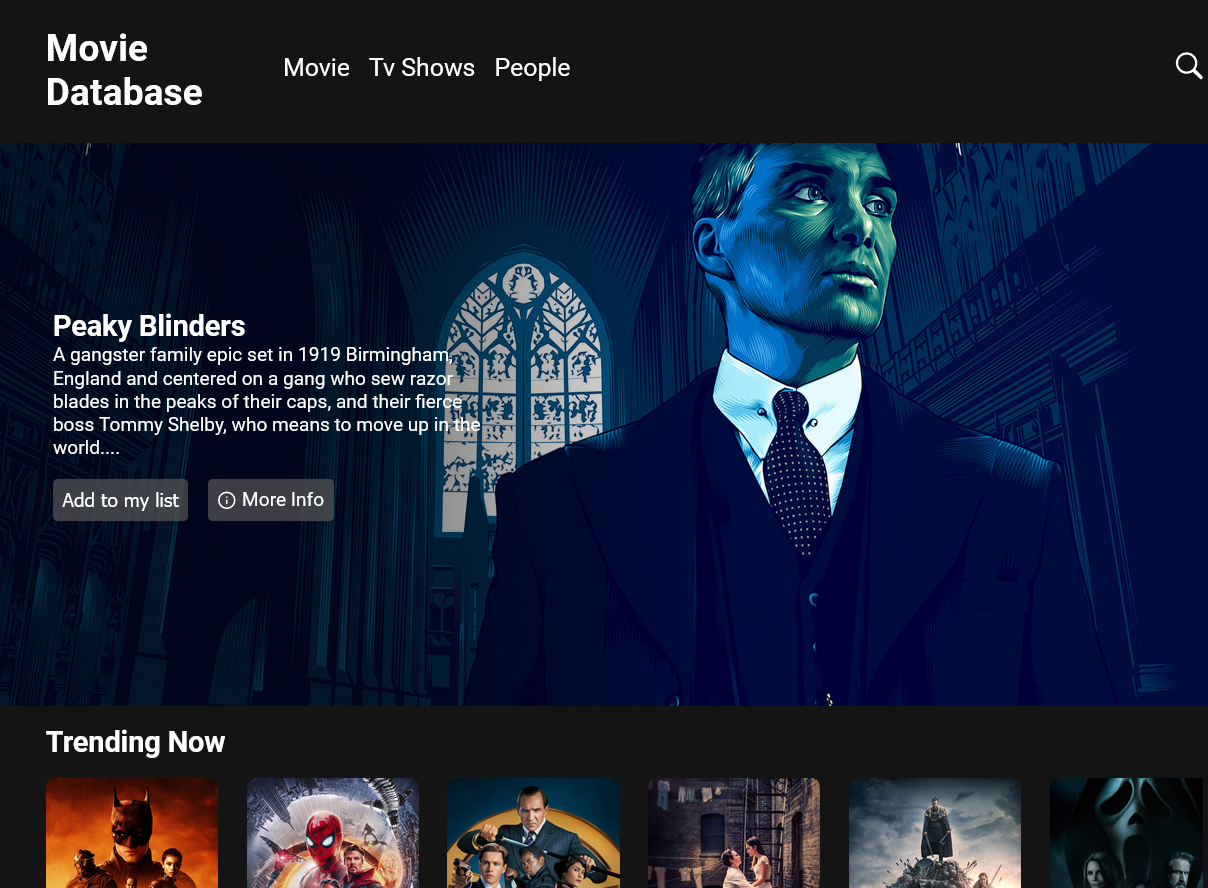 Movie
Database
Movie Tv Shows People
Peaky Blinders
A gangster family epic set in 1919 Birmingham,
England and centered on a gang who sew razor
blades in the peaks of their caps, and their fierce
boss Tommy Shelby, who means to move up in the
world....
Add to my list
More Info
Trending Now